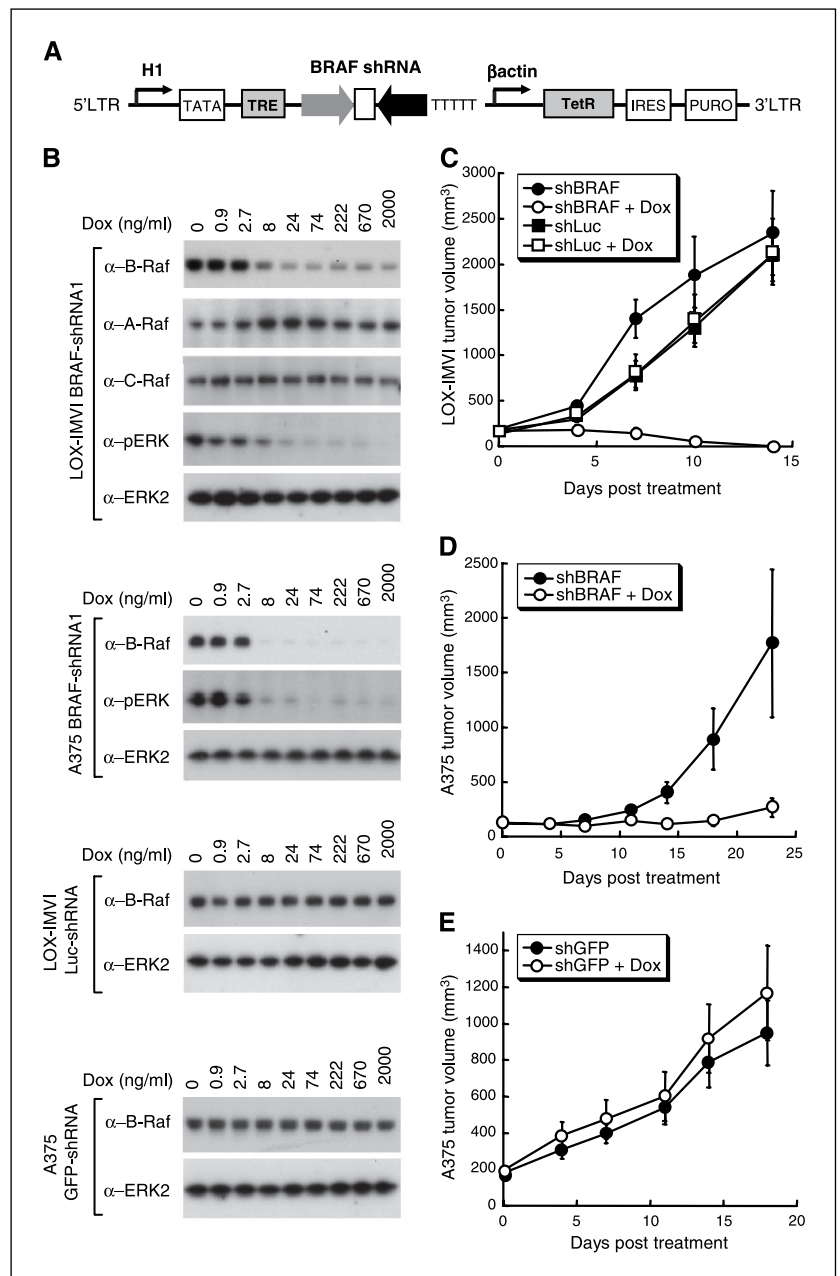 A
H1
BRAF shRNA
βactin
5'LTR TATA TRE TTTTT TetR IRES PURO 3'LTR
B
Dox (ng/ml) 0 0.9 2.7 8 24 74 222 670 2000
LOX-IMVI BRAF-shRNA1
α–B-Raf
α–A-Raf
α–C-Raf
α–pERK
α–ERK2
Dox (ng/ml) 0 0.9 2.7 8 24 74 222 670 2000
A375 BRAF-shRNA1
α–B-Raf
α–pERK
α–ERK2
Dox (ng/ml) 0 0.9 2.7 8 24 74 222 670 2000
LOX-IMVI
Luc-shRNA
α–B-Raf
α–ERK2
Dox (ng/ml) 0 0.9 2.7 8 24 74 222 670 2000
A375
GFP-shRNA
α–B-Raf
α–ERK2
C
LOX-IMVI tumor volume (mm³)
3000
2500
2000
1500
1000
500
0
shBRAF
shBRAF + Dox
shLuc
shLuc + Dox
0 5 10 15
Days post treatment
D
A375 tumor volume (mm³)
2500
2000
1500
1000
500
0
shBRAF
shBRAF + Dox
0 5 10 15 20 25
Days post treatment
E
A375 tumor volume (mm³)
1400
1200
1000
800
600
400
200
0
shGFP
shGFP + Dox
0 5 10 15 20
Days post treatment